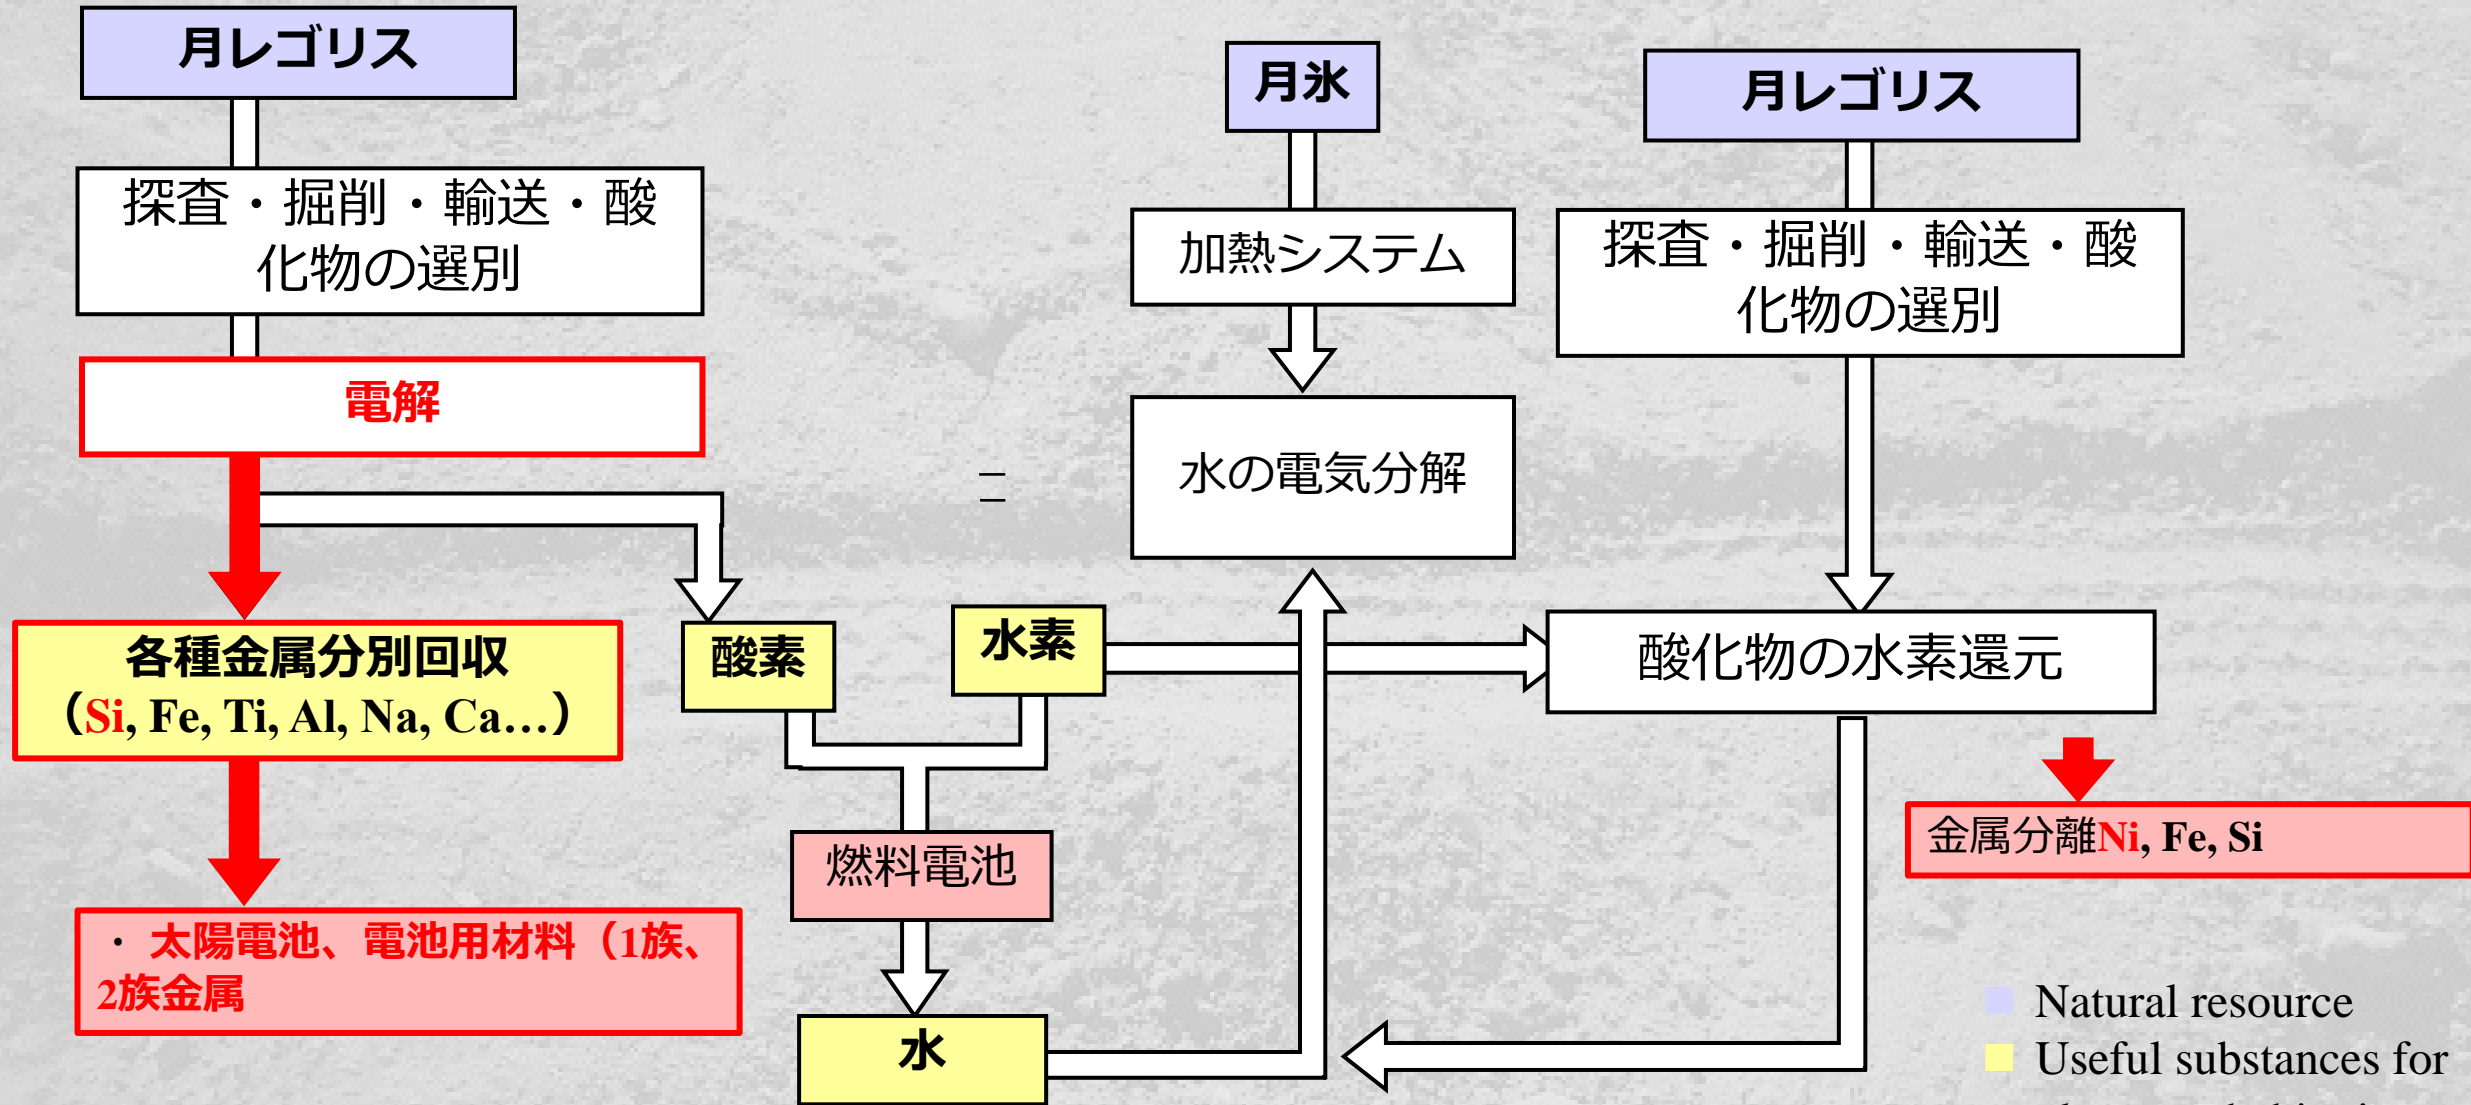 月レゴリス
探査・掘削・輸送・酸
化物の選別
電解
各種金属分別回収
（Si, Fe, Ti, Al, Na, Ca…）
・ 太陽電池、電池用材料（1族、
2族金属
酸素
水素
燃料電池
水
月氷
加熱システム
水の電気分解
月レゴリス
探査・掘削・輸送・酸
化物の選別
酸化物の水素還元
金属分離Ni, Fe, Si
Natural resource
Useful substances for